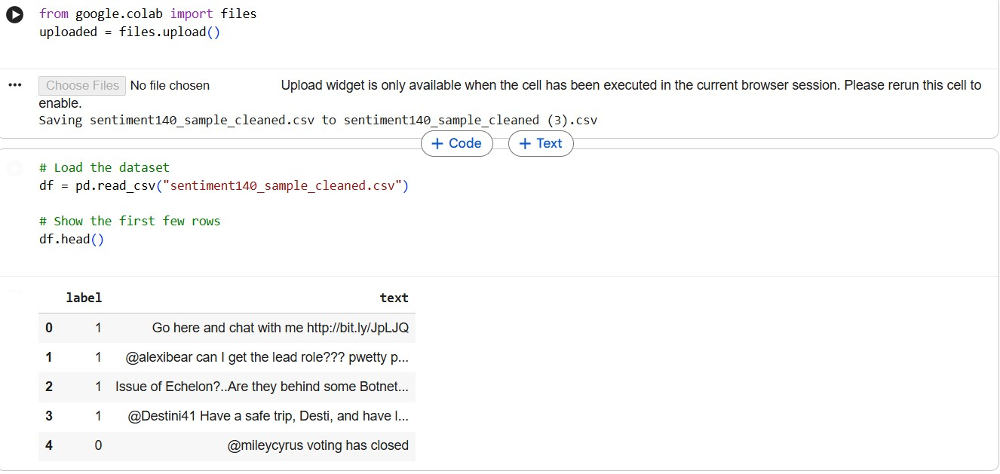 from google.colab import files
uploaded = files.upload()
Choose Files No file chosen Upload widget is only available when the cell has been executed in the current browser session. Please rerun this cell to
enable.
Saving sentiment140_sample_cleaned.csv to sentiment140_sample_cleaned (3).csv
+ Code + Text
# Load the dataset
df = pd.read_csv("sentiment140_sample_cleaned.csv")
# Show the first few rows
df.head()
label text
0 1 Go here and chat with me http://bit.ly/JpLJQ
1 1 @alexibear can I get the lead role??? pwetty p...
2 1 Issue of Echelon?..Are they behind some Botnet...
3 1 @Destini41 Have a safe trip, Desti, and have l...
4 0 @mileycyrus voting has closed